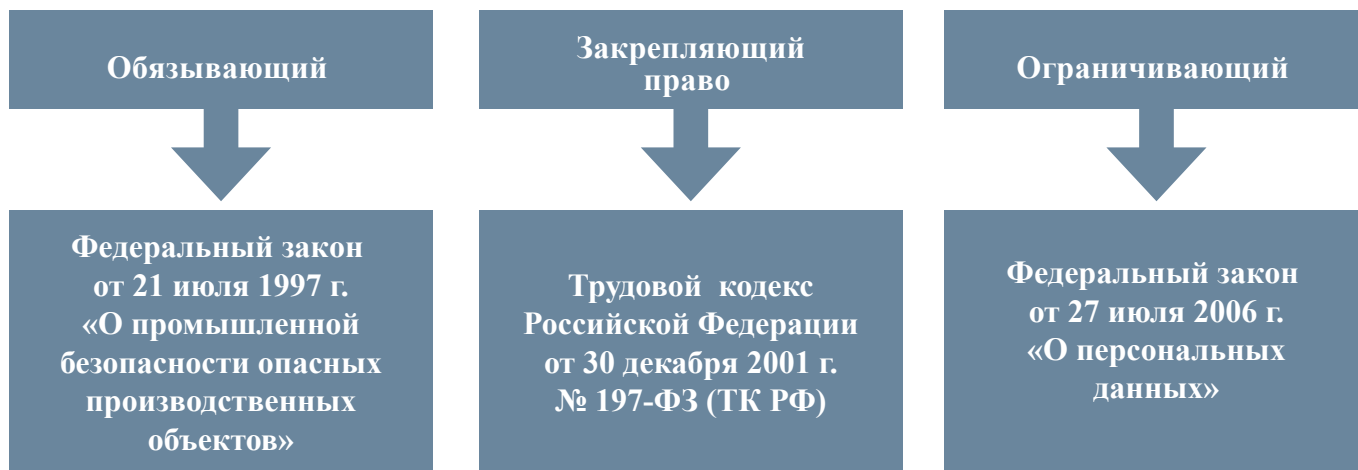 Обязывающий
Закрепляющий
право
Ограничивающий
Федеральный закон
от 21 июля 1997 г.
«О промышленной
безопасности опасных
производственных
объектов»
Трудовой кодекс
Российской Федерации
от 30 декабря 2001 г.
№ 197-ФЗ (ТК РФ)
Федеральный закон
от 27 июля 2006 г.
«О персональных
данных»